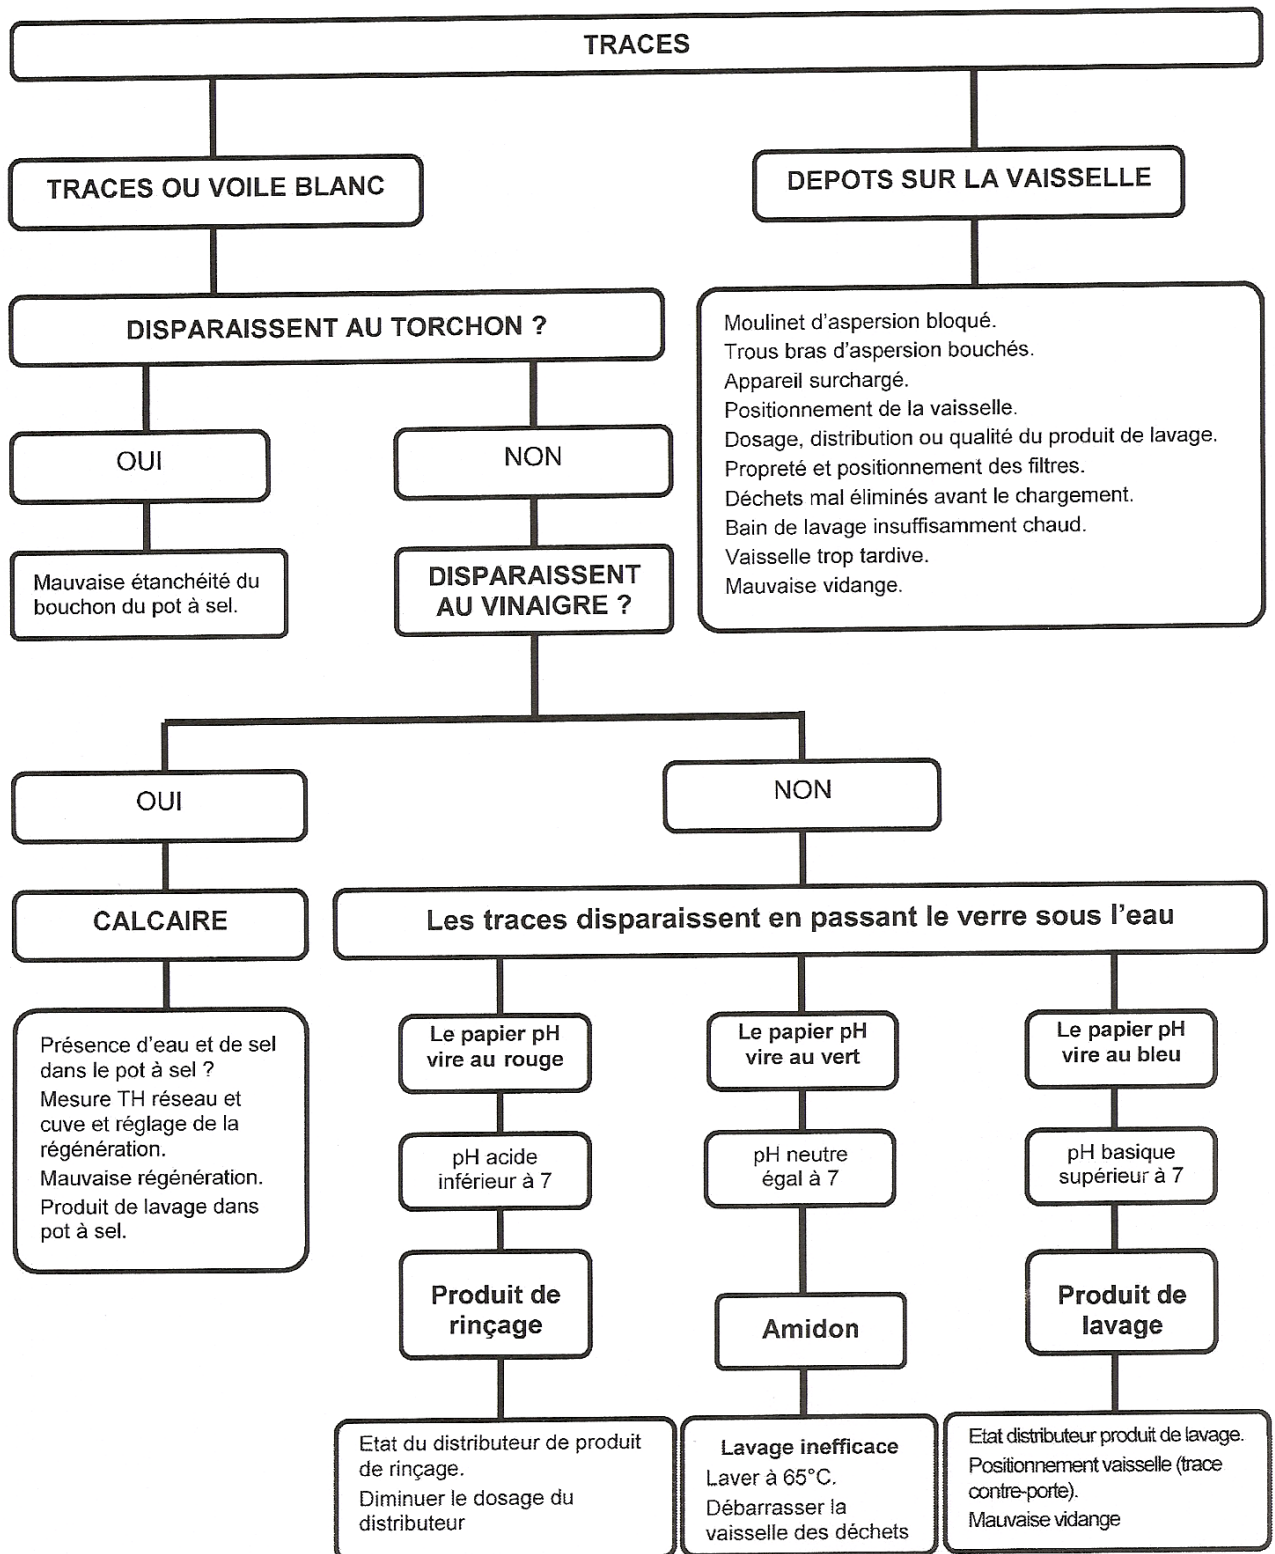 TRACES
TRACES OU VOILE BLANC
DEPOTS SUR LA VAISSELLE
DISPARAISSENT AU TORCHON ?
Moulinet d'aspersion bloqué.
Trous bras d'aspersion bouchés.
Appareil surchargé.
Positionnement de la vaisselle.
Dosage, distribution ou qualité du produit de lavage.
Propreté et positionnement des filtres.
Déchets mal éliminés avant le chargement.
Bain de lavage insuffisamment chaud.
Vaisselle trop tardive.
Mauvaise vidange.
OUI
NON
Mauvaise étanchéité du
bouchon du pot à sel.
DISPARAISSENT
AU VINAIGRE ?
OUI
NON
CALCAIRE
Les traces disparaissent en passant le verre sous l'eau
Présence d'eau et de sel
dans le pot à sel ?
Mesure TH réseau et
cuve et réglage de la
régénération.
Mauvaise régénération.
Produit de lavage dans
pot à sel.
Le papier pH
vire au rouge
Le papier pH
vire au vert
Le papier pH
vire au bleu
pH acide
inférieur à 7
pH neutre
égal à 7
pH basique
supérieur à 7
Produit de
rinçage
Amidon
Produit de
lavage
Etat du distributeur de produit
de rinçage.
Diminuer le dosage du
distributeur
Lavage inefficace
Laver à 65°C.
Débarrasser la
vaisselle des déchets
Etat distributeur produit de lavage.
Positionnement vaisselle (trace
contre-porte).
Mauvaise vidange